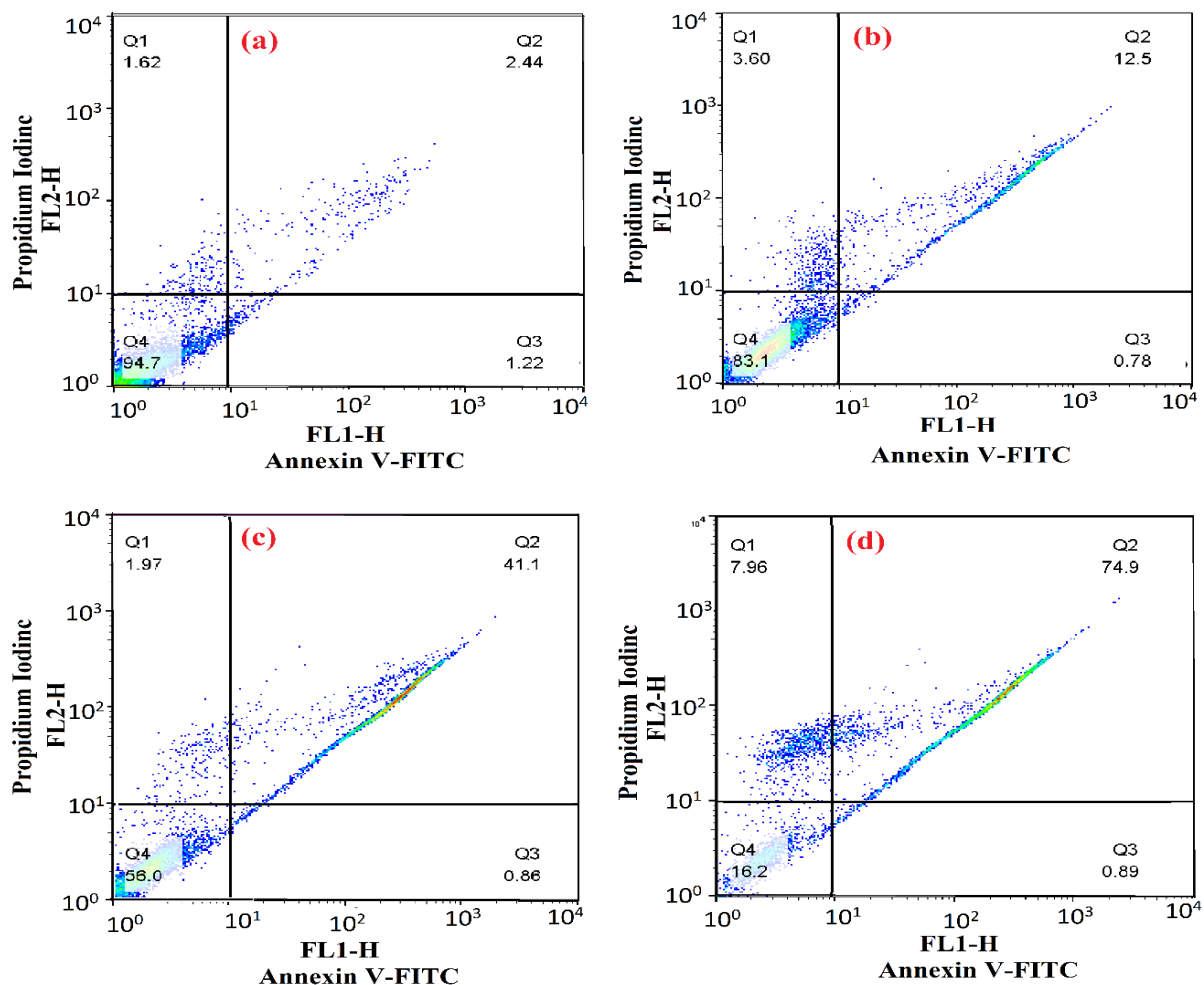 (a)
Q1
1.62
Q2
2.44
Q4
94.7
Q3
1.22
10⁴
10³
10²
10¹
10⁰
10⁰ 10¹ 10² 10³ 10⁴
Propidium Iodinc
FL2-H
FL1-H
Annexin V-FITC
(b)
Q1
3.60
Q2
12.5
Q4
83.1
Q3
0.78
10⁴
10³
10²
10¹
10⁰
10⁰ 10¹ 10² 10³ 10⁴
Propidium Iodinc
FL2-H
FL1-H
Annexin V-FITC
(c)
Q1
1.97
Q2
41.1
Q4
56.0
Q3
0.86
10⁴
10³
10²
10¹
10⁰
10⁰ 10¹ 10² 10³ 10⁴
Propidium Iodinc
FL2-H
FL1-H
Annexin V-FITC
(d)
Q1
7.96
Q2
74.9
Q4
16.2
Q3
0.89
10⁴
10³
10²
10¹
10⁰
10⁰ 10¹ 10² 10³ 10⁴
Propidium Iodinc
FL2-H
FL1-H
Annexin V-FITC